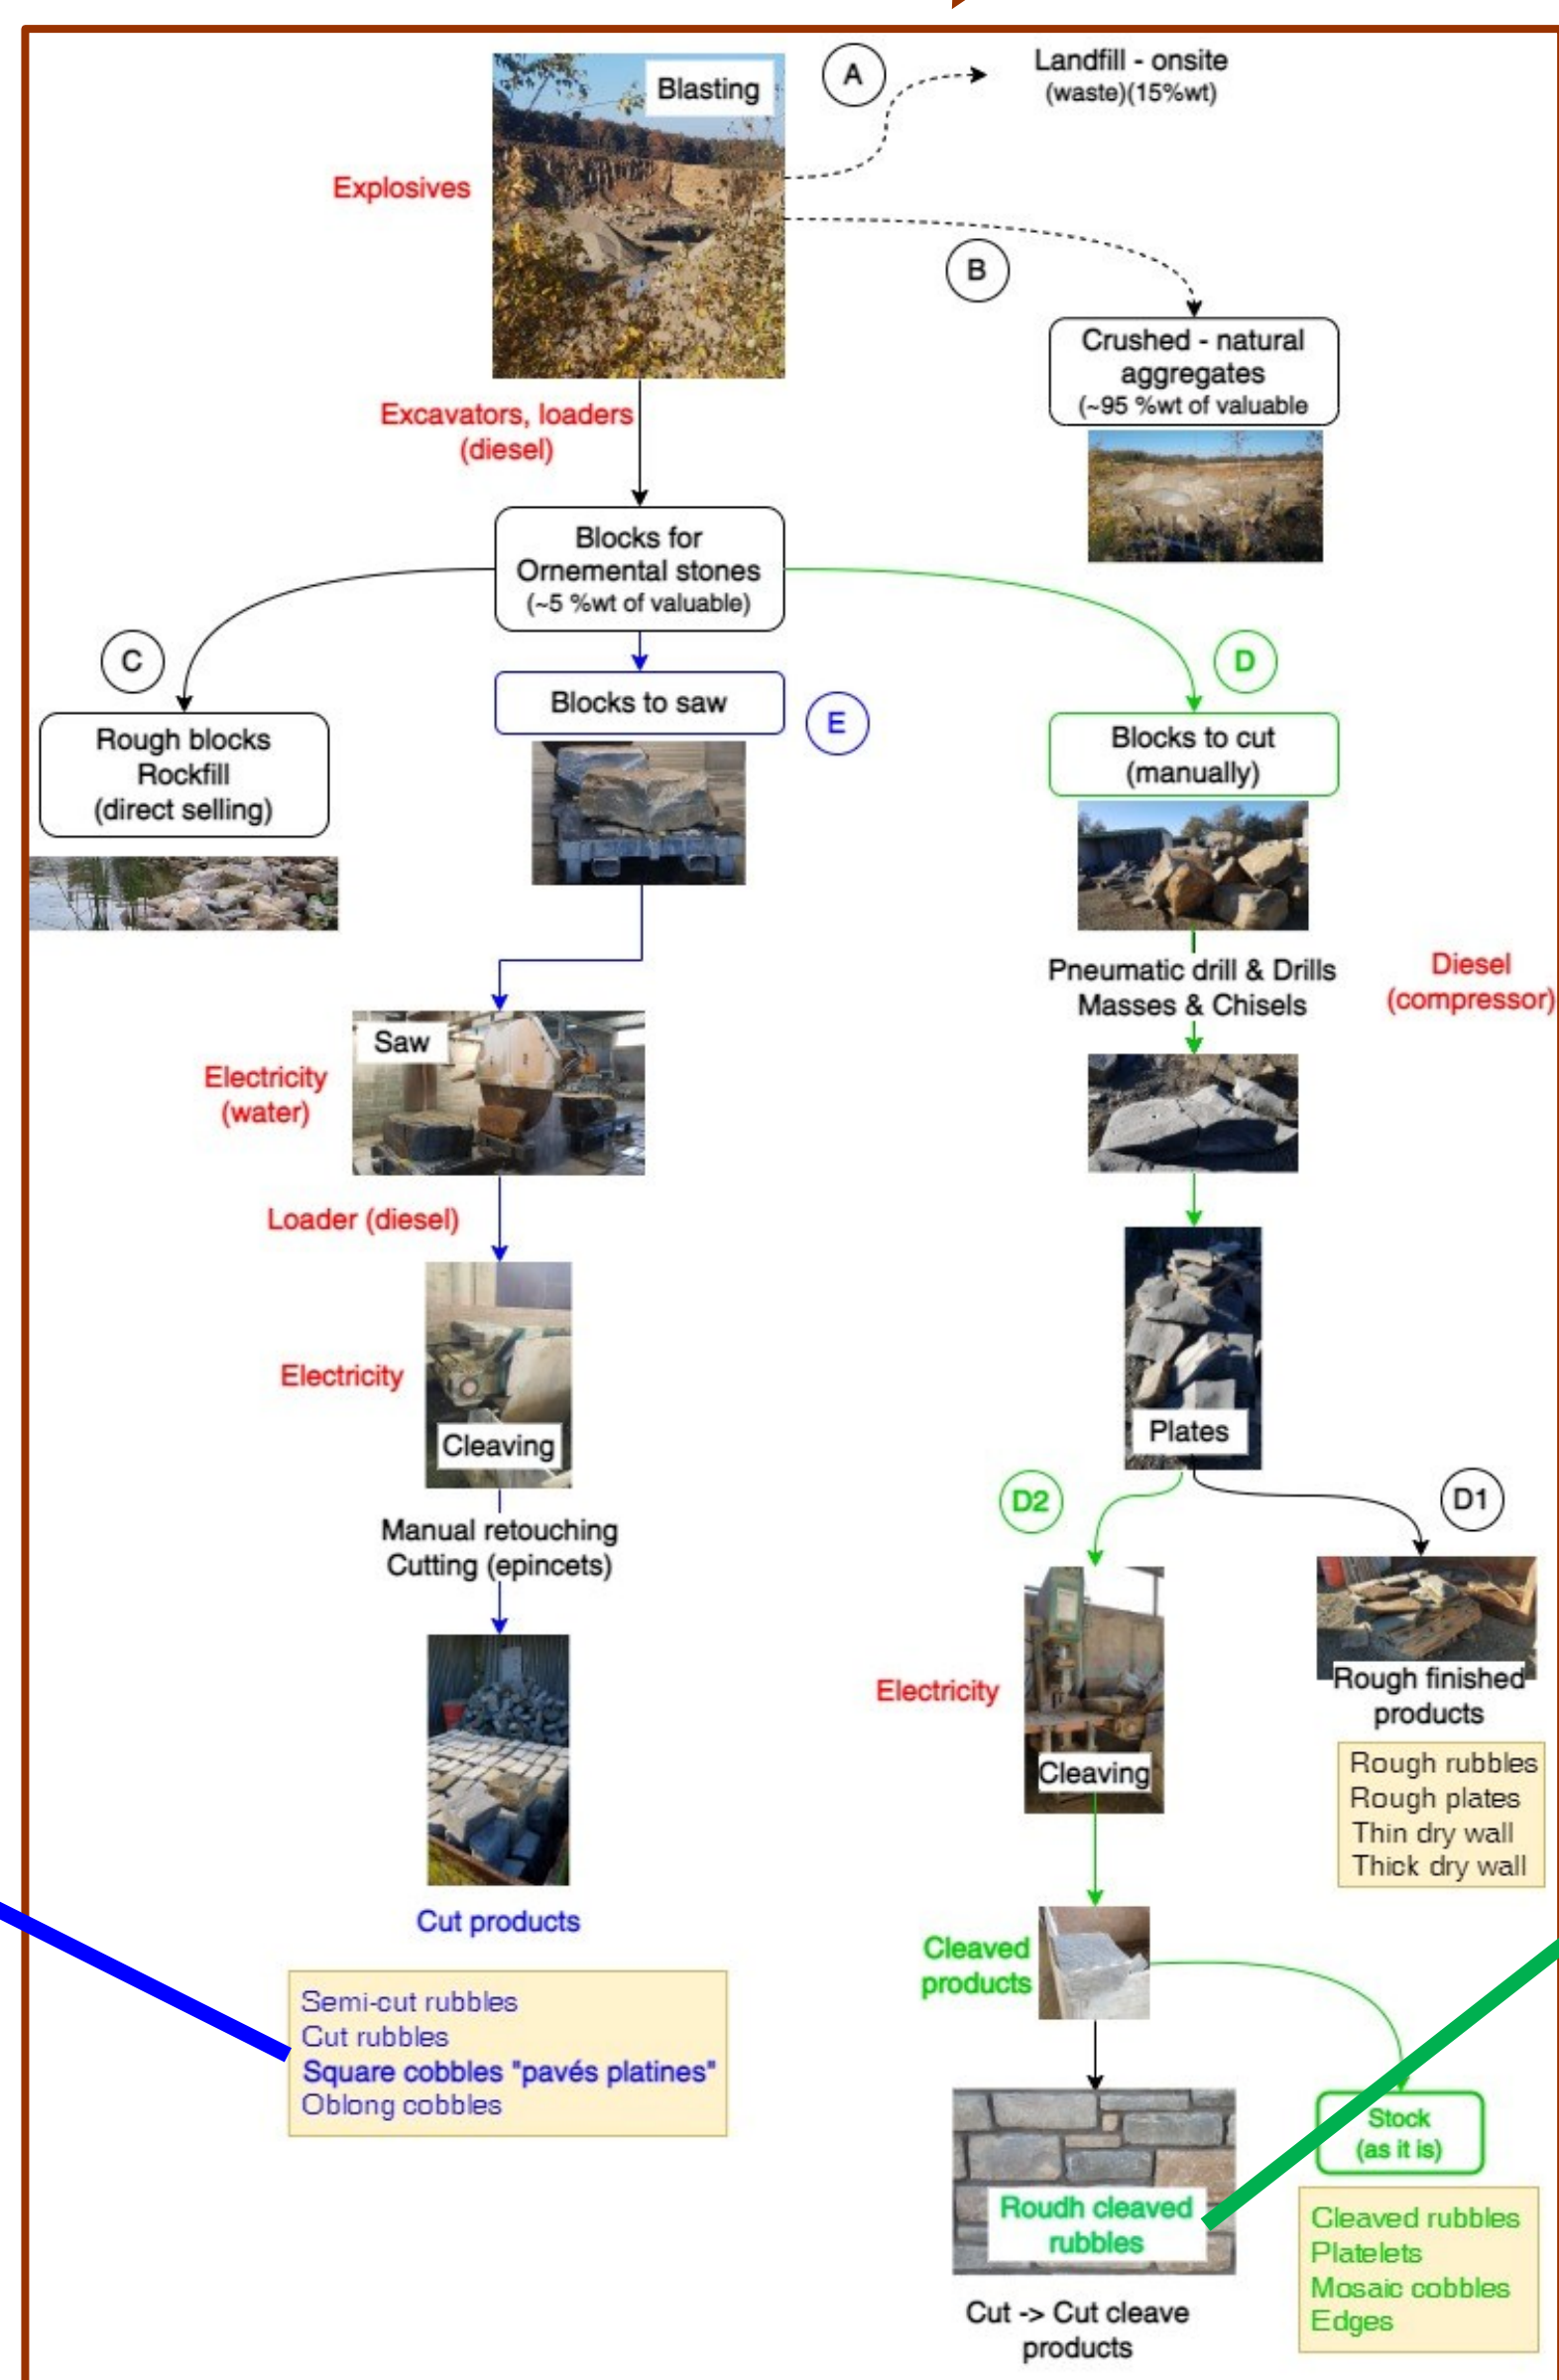 Blasting
A
Landfill - onsite
(waste)(15%wt)
Explosives
B
Crushed - natural
aggregates
(~95 %wt of valuable
Excavators, loaders
(diesel)
Blocks for
Ornemental stones
(~5 %wt of valuable)
C
D
Blocks to saw
E
Rough blocks
Rockfill
(direct selling)
Blocks to cut
(manually)
Pneumatic drill & Drills
Masses & Chisels
Diesel
(compressor)
Saw
Electricity
(water)
Loader (diesel)
Electricity
Cleaving
Plates
D2
D1
Manual retouching
Cutting (epincets)
Rough finished
products
Electricity
Cleaving
Rough rubbles
Rough plates
Thin dry wall
Thick dry wall
Cut products
Cleaved
products
Semi-cut rubbles
Cut rubbles
Square cobbles "pavés platines"
Oblong cobbles
Stock
(as it is)
Roudh cleaved
rubbles
Cleaved rubbles
Platelets
Mosaic cobbles
Edges
Cut -> Cut cleave
products